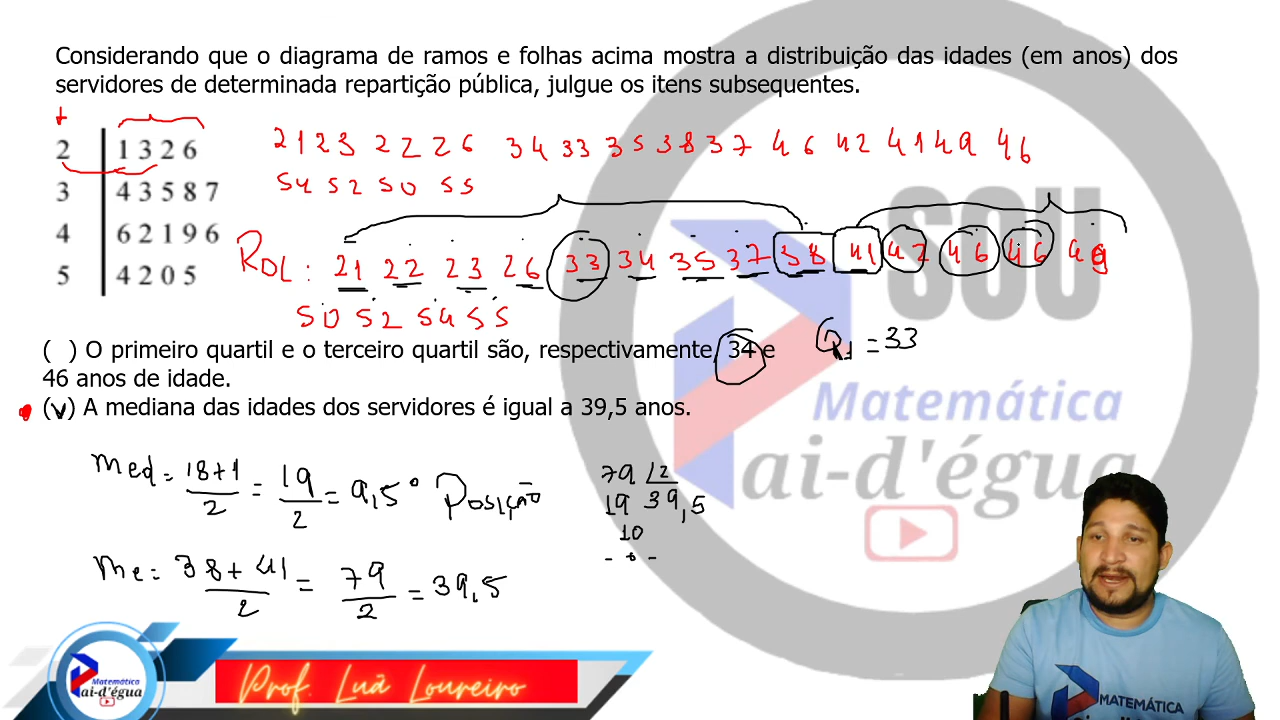 Considerando que o diagrama de ramos e folhas acima mostra a distribuição das idades (em anos) dos
servidores de determinada repartição pública, julgue os itens subsequentes.
2 | 1 3 2 6
21 23 22 26 34 33 35 38 37 46 42 41 49 46
3 | 4 3 5 8 7
54 52 50 55
4 | 6 2 1 9 6
ROL: 21 22 23 26 33 34 35 37 38 41 42 46 46 49
5 | 4 2 0 5
50 52 54 55
( ) O primeiro quartil e o terceiro quartil são, respectivamente, 34 e
Q1 = 33
46 anos de idade.
(v) A mediana das idades dos servidores é igual a 39,5 anos.
Med = 18+1/2 = 19/2 = 9,5° Posição
79 | 2
19 39,5
10
- 0 -
Me = 38 + 41/2 = 79/2 = 39,5
SOU
Matemática
ai-d'égua
Matemática
ai-d'égua
Prof. Luã Loureiro
MATEMÁTICA